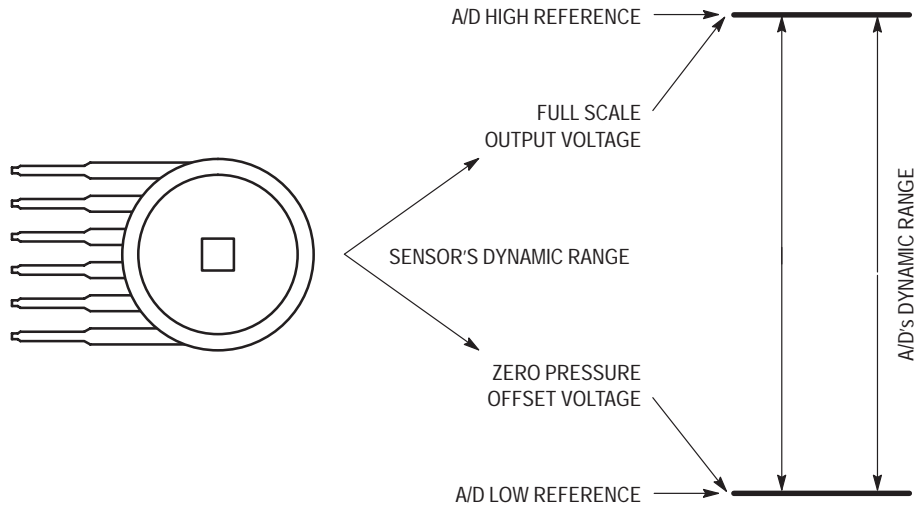 A/D HIGH REFERENCE
FULL SCALE
OUTPUT VOLTAGE
SENSOR'S DYNAMIC RANGE
ZERO PRESSURE
OFFSET VOLTAGE
A/D LOW REFERENCE
A/D's DYNAMIC RANGE